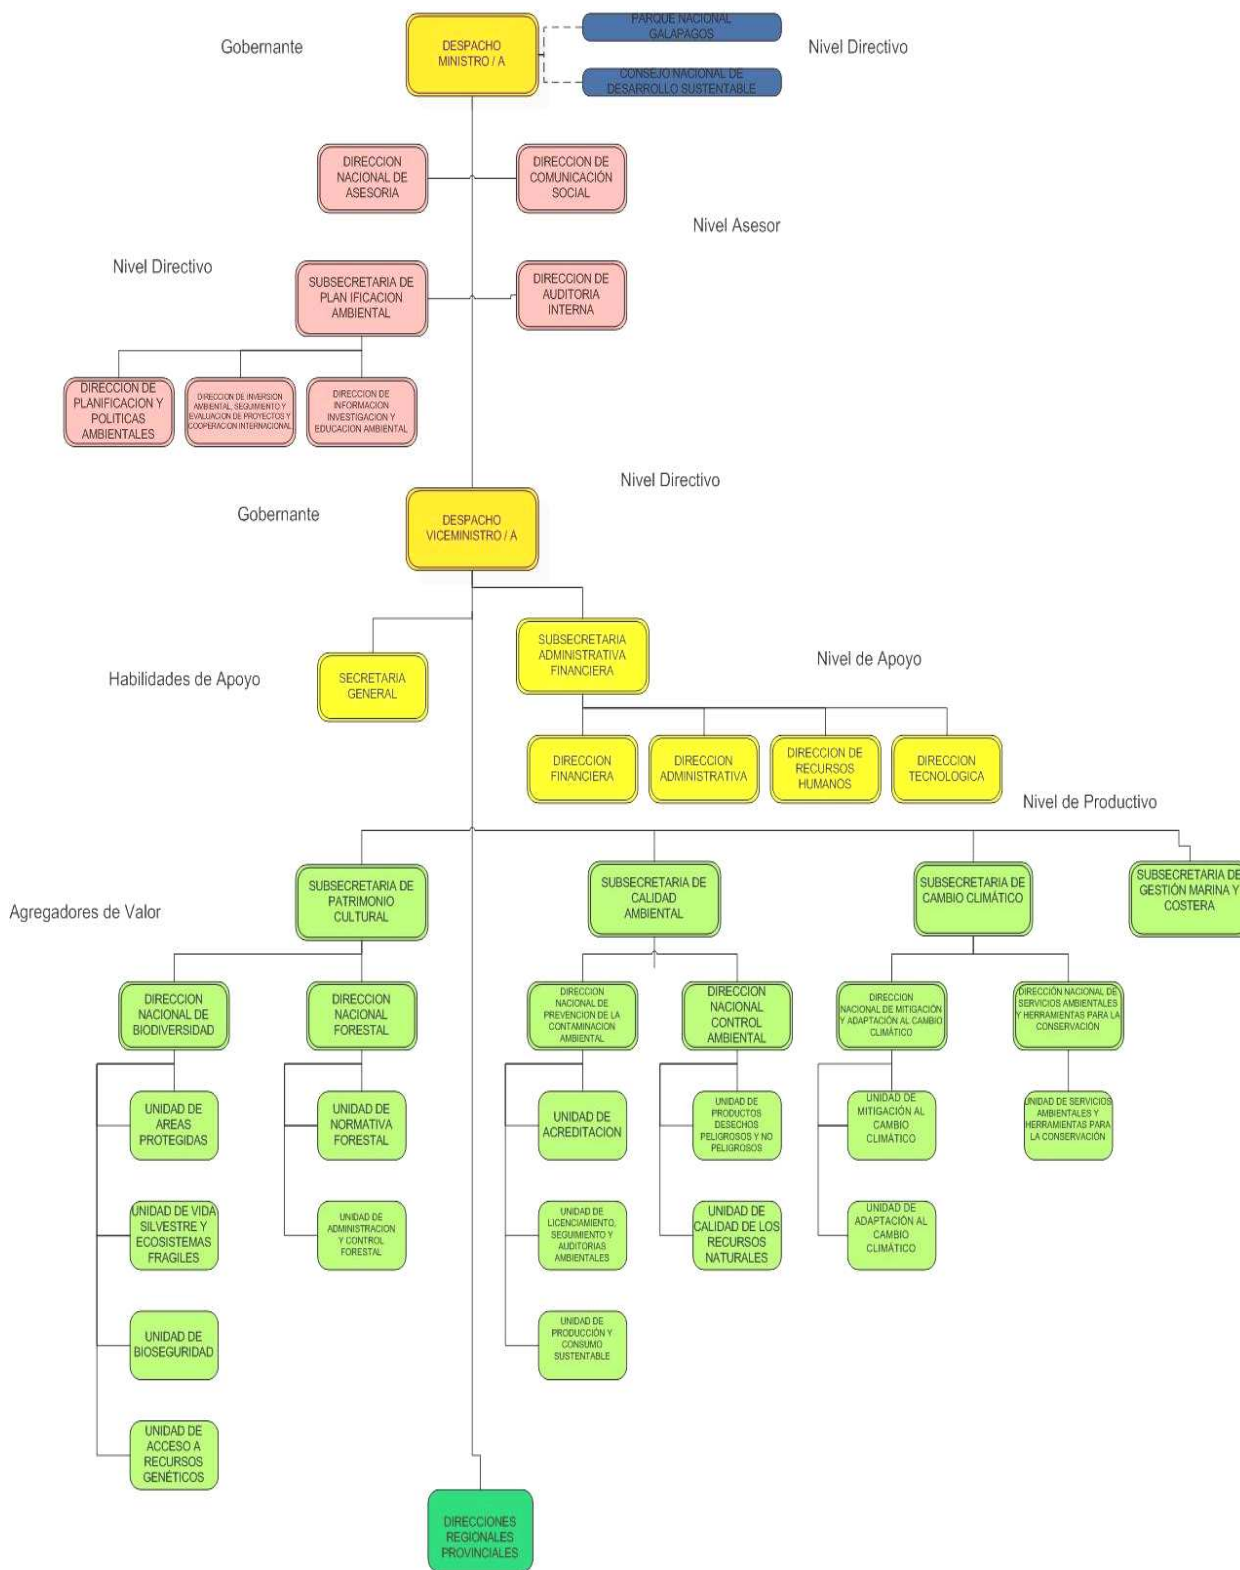 PARQUE NACIONAL
GALAPAGOS
Gobernante
DESPACHO
MINISTRO / A
Nivel Directivo
CONSEJO NACIONAL DE
DESARROLLO SUSTENTABLE
DIRECCION
NACIONAL DE
ASESORIA
DIRECCION DE
COMUNICACIÓN
SOCIAL
Nivel Asesor
Nivel Directivo
SUBSECRETARIA
DE PLAN IFICACION
AMBIENTAL
DIRECCION DE
AUDITORIA
INTERNA
DIRECCION DE
PLANIFICACION Y
POLITICAS
AMBIENTALES
DIRECCION DE INVERSION
AMBIENTAL, SEGUIMIENTO Y
EVALUACION DE PROYECTOS Y
COOPERACION INTERNACIONAL
DIRECCION DE
INFORMACION
INVESTIGACION Y
EDUCACION AMBIENTAL
Nivel Directivo
Gobernante
DESPACHO
VICEMINISTRO / A
Habilidades de Apoyo
SECRETARIA
GENERAL
SUBSECRETARIA
ADMINISTRATIVA
FINANCIERA
Nivel de Apoyo
DIRECCION
FINANCIERA
DIRECCION
ADMINISTRATIVA
DIRECCION DE
RECURSOS
HUMANOS
DIRECCION
TECNOLOGICA
Nivel de Productivo
Agregadores de Valor
SUBSECRETARIA DE
PATRIMONIO
CULTURAL
SUBSECRETARIA DE
CALIDAD
AMBIENTAL
SUBSECRETARIA DE
CAMBIO CLIMÁTICO
SUBSECRETARIA DE
GESTIÓN MARINA Y
COSTERA
DIRECCION
NACIONAL DE
BIODIVERSIDAD
DIRECCION
NACIONAL
FORESTAL
DIRECCION
NACIONAL DE
PREVENCION DE LA
CONTAMINACION
AMBIENTAL
DIRECCION
NACIONAL
CONTROL
AMBIENTAL
DIRECCION
NACIONAL DE MITIGACIÓN
Y ADAPTACIÓN AL CAMBIO
CLIMÁTICO
DIRECCIÓN NACIONAL DE
SERVICIOS AMBIENTALES
Y HERRAMIENTAS PARA LA
CONSERVACIÓN
UNIDAD DE
AREAS
PROTEGIDAS
UNIDAD DE
NORMATIVA
FORESTAL
UNIDAD DE
ACREDITACION
UNIDAD DE
PRODUCTOS
DESECHOS
PELIGROSOS Y NO
PELIGROSOS
UNIDAD DE
MITIGACIÓN AL
CAMBIO
CLIMÁTICO
UNIDAD DE SERVICIOS
AMBIENTALES Y
HERRAMIENTAS PARA
LA CONSERVACIÓN
UNIDAD DE VIDA
SILVESTRE Y
ECOSISTEMAS
FRAGILES
UNIDAD DE
ADMINISTRACION
Y CONTROL
FORESTAL
UNIDAD DE
LICENCIAMIENTO,
SEGUIMIENTO Y
AUDITORIAS
AMBIENTALES
UNIDAD DE
CALIDAD DE LOS
RECURSOS
NATURALES
UNIDAD DE
ADAPTACIÓN AL
CAMBIO
CLIMÁTICO
UNIDAD DE
BIOSEGURIDAD
UNIDAD DE
PRODUCCIÓN Y
CONSUMO
SUSTENTABLE
UNIDAD DE
ACCESO A
RECURSOS
GENÉTICOS
DIRECCIONES
REGIONALES
PROVINCIALES